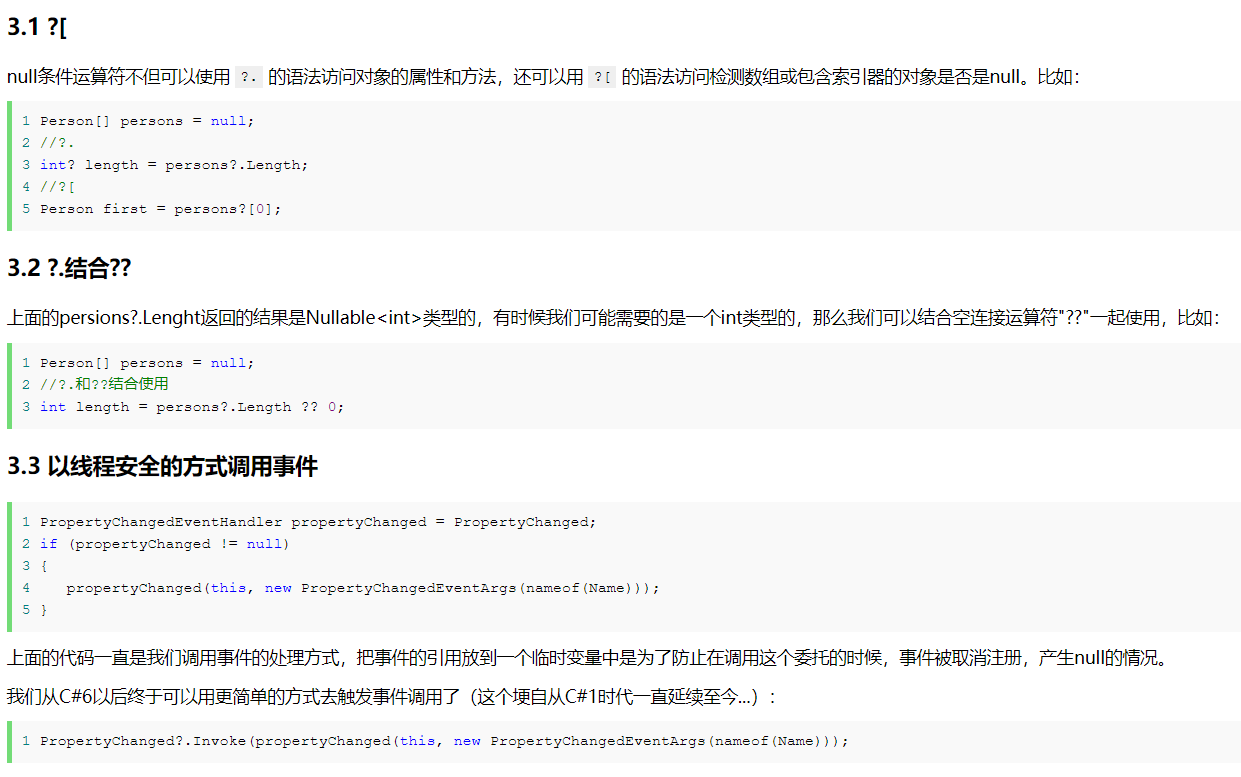 3.1 ?[
null条件运算符不但可以使用 ?. 的语法访问对象的属性和方法，还可以用 ?[ 的语法访问检测数组或包含索引器的对象是否是null。比如：
1 Person[] persons = null;
2 //?.
3 int? length = persons?.Length;
4 //?[
5 Person first = persons?[0];
3.2 ?.结合??
上面的persions?.Lenght返回的结果是Nullable<int>类型的，有时候我们可能需要的是一个int类型的，那么我们可以结合空连接运算符"??"一起使用，比如：
1 Person[] persons = null;
2 //?.和??结合使用
3 int length = persons?.Length ?? 0;
3.3 以线程安全的方式调用事件
1 PropertyChangedEventHandler propertyChanged = PropertyChanged;
2 if (propertyChanged != null)
3 {
4    propertyChanged(this, new PropertyChangedEventArgs(nameof(Name)));
5 }
上面的代码一直是我们调用事件的处理方式，把事件的引用放到一个临时变量中是为了防止在调用这个委托的时候，事件被取消注册，产生null的情况。
我们从C#6以后终于可以用更简单的方式去触发事件调用了（这个埂自从C#1时代一直延续至今...）：
1 PropertyChanged?.Invoke(propertyChanged(this, new PropertyChangedEventArgs(nameof(Name)));